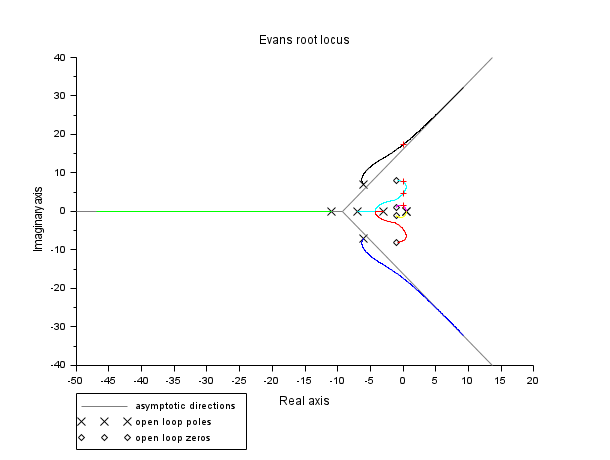 Evans root locus
40
30
20
10
0
-10
-20
-30
-40
Imaginary axis
-50 -45 -40 -35 -30 -25 -20 -15 -10 -5 0 5 10 15 20
Real axis
asymptotic directions
open loop poles
open loop zeros